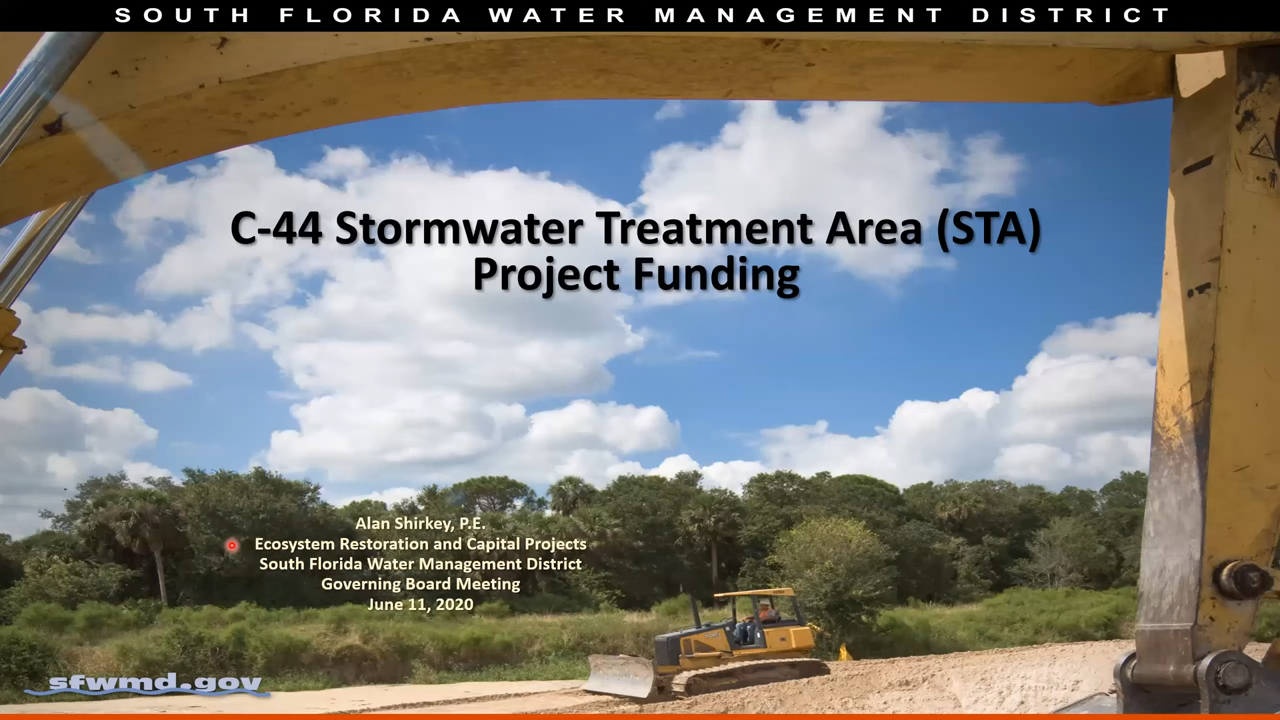 SOUTH FLORIDA WATER MANAGEMENT DISTRICT
C-44 Stormwater Treatment Area (STA)
Project Funding
Alan Shirkey, P.E.
Ecosystem Restoration and Capital Projects
South Florida Water Management District
Governing Board Meeting
June 11, 2020
sfwmd.gov